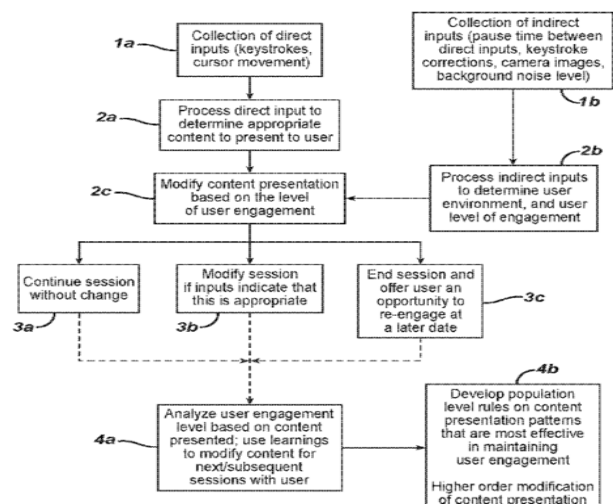 1a
Collection of direct
inputs (keystrokes,
cursor movement)
Collection of indirect
inputs (pause time between
direct inputs, keystroke
corrections, camera images,
background noise level)
1b
2a
Process direct input to
determine appropriate
content to present to user
2b
Process indirect inputs
to determine user
environment, and user
level of engagement
2c
Modify content presentation
based on the level
of user engagement
Continue session
without change
3a
Modify session
if inputs indicate that
this is appropriate
3b
End session and
offer user an
opportunity to
re-engage at
a later date
3c
4a
Analyze user engagement
level based on content
presented; use learnings
to modify content for
next/subsequent
sessions with user
4b
Develop population
level rules on content
presentation patterns
that are most effective
in maintaining
user engagement
Higher order modification
of content presentation